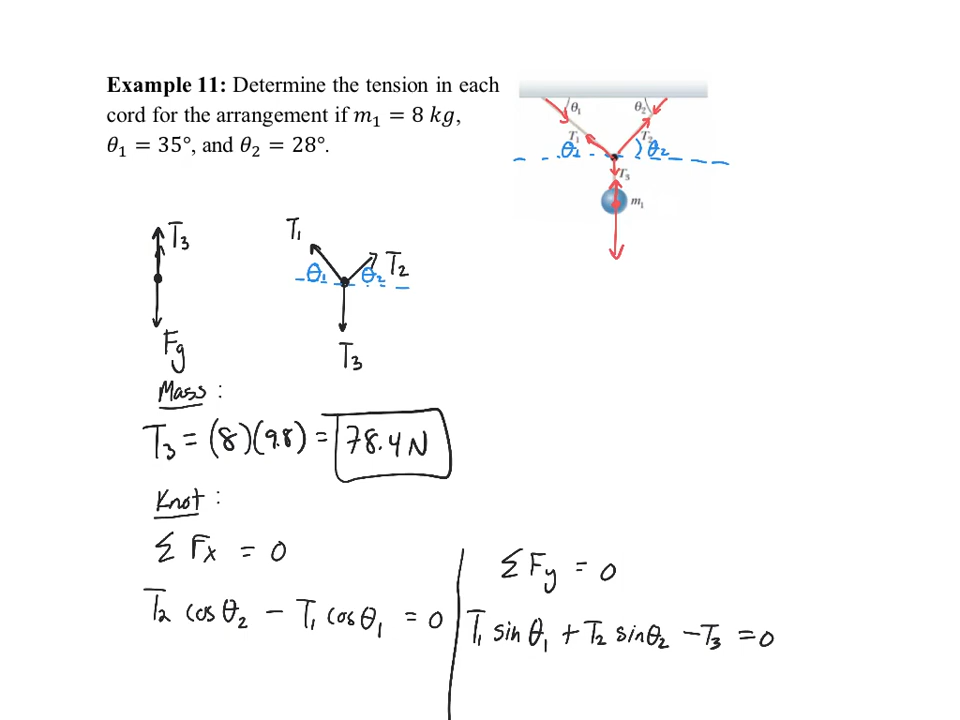 Example 11: Determine the tension in each
cord for the arrangement if m₁ = 8 kg,
θ₁ = 35°, and θ₂ = 28°.
θ₁ θ₂
T₁ T₂
θ₁ θ₂
T₃
m₁
T₃
T₁
T₂
θ₁ θ₂
Fg
T₃
Mass :
T₃ = (8)(9.8) = 78.4 N
Knot :
Σ Fx = 0
T₂ cos θ₂ − T₁ cos θ₁ = 0
Σ Fy = 0
T₁ sin θ₁ + T₂ sin θ₂ − T₃ = 0